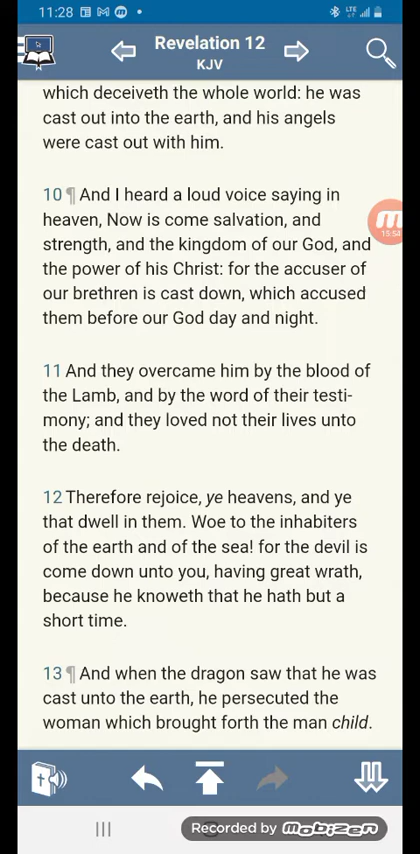 11:28
LTE
Revelation 12
KJV
which deceiveth the whole world: he was
cast out into the earth, and his angels
were cast out with him.
10 ¶ And I heard a loud voice saying in
heaven, Now is come salvation, and
strength, and the kingdom of our God, and
the power of his Christ: for the accuser of
our brethren is cast down, which accused
them before our God day and night.
15:54
11 And they overcame him by the blood of
the Lamb, and by the word of their testi-
mony; and they loved not their lives unto
the death.
12 Therefore rejoice, ye heavens, and ye
that dwell in them. Woe to the inhabiters
of the earth and of the sea! for the devil is
come down unto you, having great wrath,
because he knoweth that he hath but a
short time.
13 ¶ And when the dragon saw that he was
cast unto the earth, he persecuted the
woman which brought forth the man child.
Recorded by mobizen